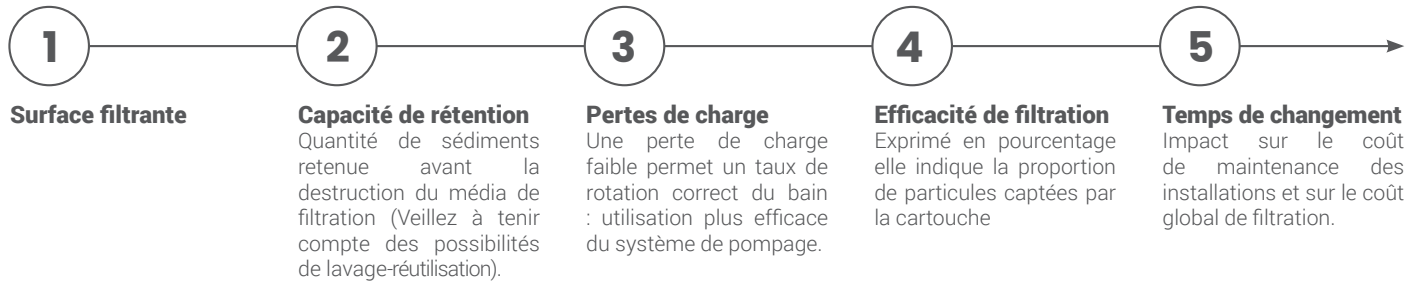 1
Surface filtrante
2
Capacité de rétention
Quantité de sédiments
retenue avant la
destruction du média de
filtration (Veillez à tenir
compte des possibilités
de lavage-réutilisation).
3
Pertes de charge
Une perte de charge
faible permet un taux de
rotation correct du bain
: utilisation plus efficace
du système de pompage.
4
Efficacité de filtration
Exprimé en pourcentage
elle indique la proportion
de particules captées par
la cartouche
5
Temps de changement
Impact sur le coût
de maintenance des
installations et sur le coût
global de filtration.